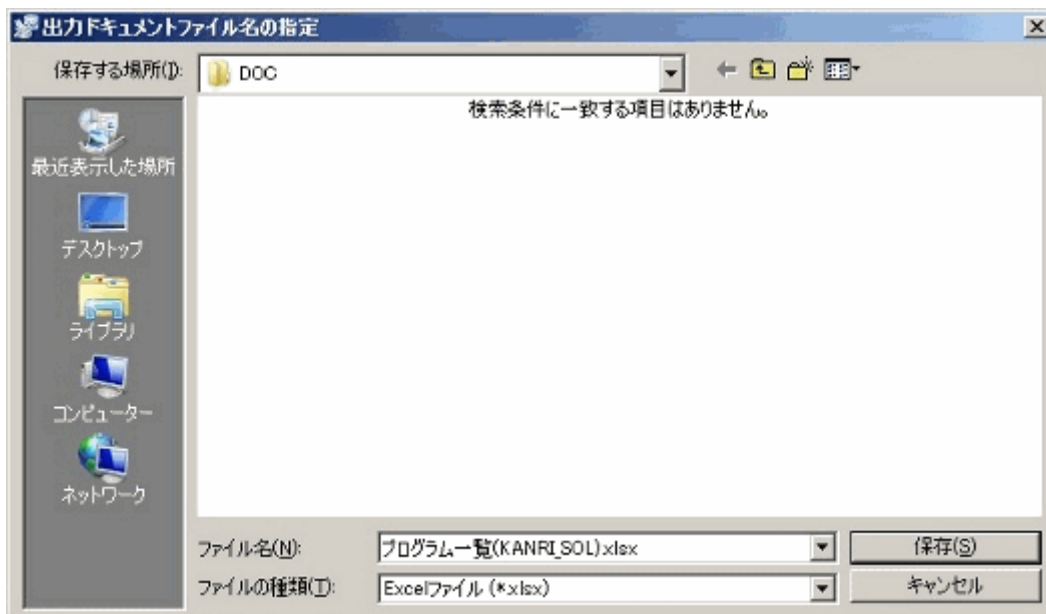 出力ドキュメントファイル名の指定
保存する場所(I):
DOC
検索条件に一致する項目はありません。
最近表示した場所
デスクトップ
ライブラリ
コンピューター
ネットワーク
ファイル名(N):
プログラム一覧(KANRI_SOL).xlsx
保存(S)
ファイルの種類(T):
Excelファイル (*.xlsx)
キャンセル